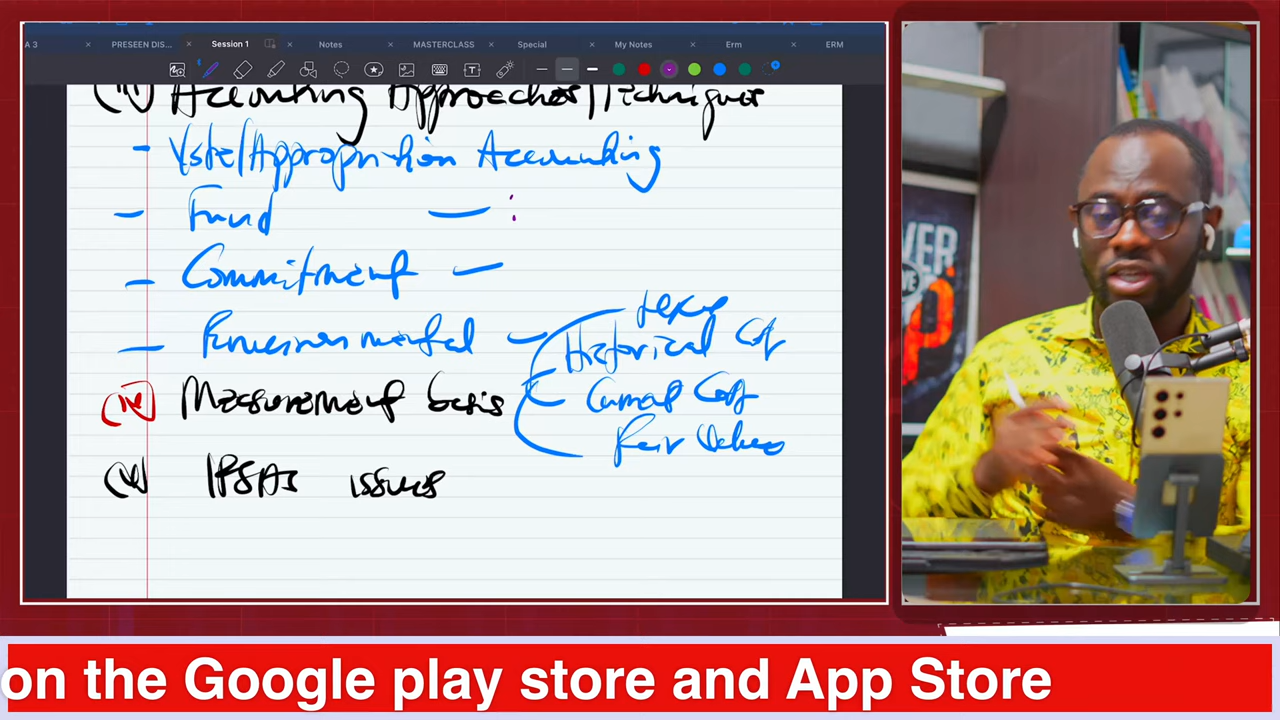 A 3 PRESEEN DIS... Session 1 Notes MASTERCLASS Special My Notes Erm ERM
(iii) Accounting Approaches/Techniques
- Vote/Appropriation Accounting
- Fund — :
- Commitment —
- —
Historical Cost
(iv) Measurement basis
Current Cost
Fair Value
(v) IPSAS issues
on the Google play store and App Store